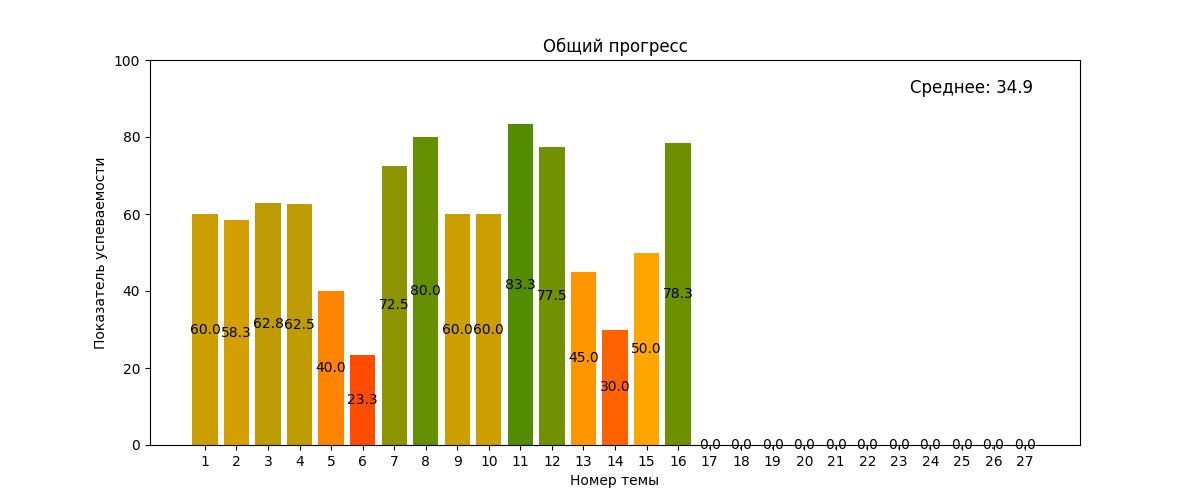 Общий прогресс
Среднее: 34.9
Показатель успеваемости
100
80
60
40
20
0
60.0 58.3 62.8 62.5 40.0 23.3 72.5 80.0 60.0 60.0 83.3 77.5 45.0 30.0 50.0 78.3 0.0 0.0 0.0 0.0 0.0 0.0 0.0 0.0 0.0 0.0 0.0
1 2 3 4 5 6 7 8 9 10 11 12 13 14 15 16 17 18 19 20 21 22 23 24 25 26 27
Номер темы